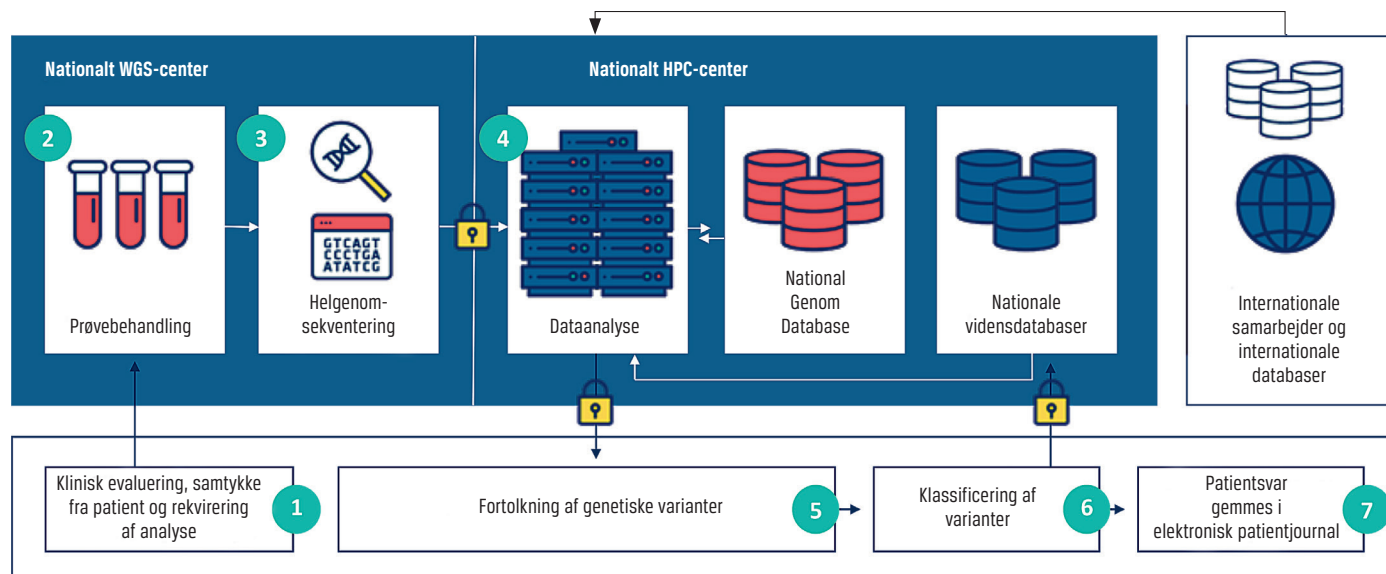 Nationalt WGS-center
Nationalt HPC-center
2
3
4
GTCAGT
CCCTGA
ATATCG
Prøvebehandling
Helgenom-
sekventering
Dataanalyse
National
Genom
Database
Nationale
vidensdatabaser
Internationale
samarbejder og
internationale
databaser
Klinisk evaluering, samtykke
fra patient og rekvirering
af analyse
1
Fortolkning af genetiske varianter
5
Klassificering af
varianter
6
Patientsvar
gemmes i
elektronisk patientjournal
7